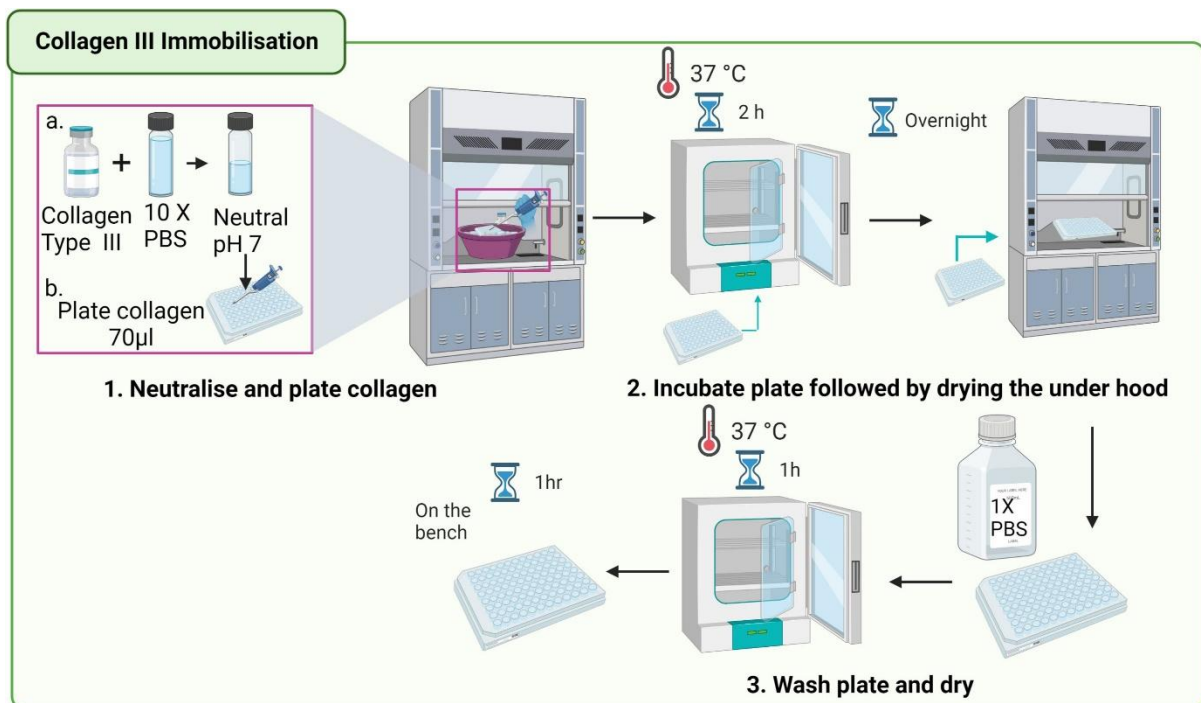 Collagen III Immobilisation
a.
+
Collagen
Type III
10 X
PBS
Neutral
pH 7
b.
Plate collagen
70µl
37 °C
2 h
Overnight
1. Neutralise and plate collagen
2. Incubate plate followed by drying the under hood
37 °C
1h
1hr
On the
bench
1X
PBS
3. Wash plate and dry